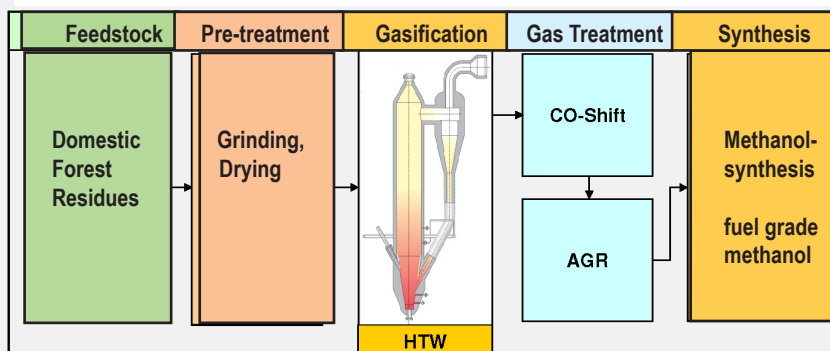 Feedstock
Pre-treatment
Gasification
Gas Treatment
Synthesis
Domestic
Forest
Residues
Grinding,
Drying
HTW
CO-Shift
AGR
Methanol-
synthesis
fuel grade
methanol